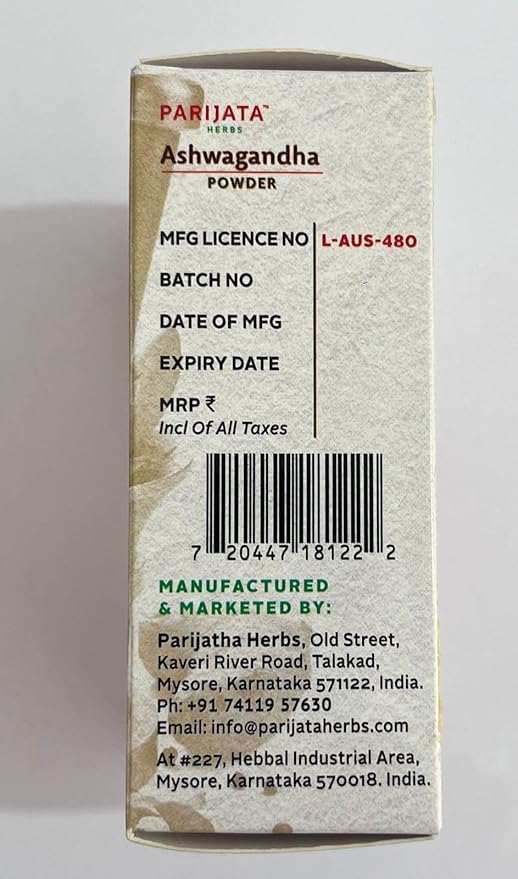 PARIJATA™
HERBS
Ashwagandha
POWDER
MFG LICENCE NO L-AUS-480
BATCH NO
DATE OF MFG
EXPIRY DATE
MRP ₹
Incl Of All Taxes
7 20447 18122 2
MANUFACTURED
& MARKETED BY:
Parijatha Herbs, Old Street,
Kaveri River Road, Talakad,
Mysore, Karnataka 571122, India.
Ph: +91 74119 57630
Email: info@parijataherbs.com
At #227, Hebbal Industrial Area,
Mysore, Karnataka 570018. India.